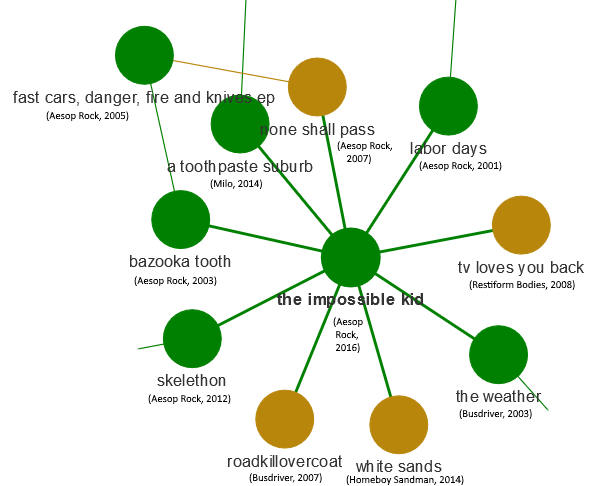 fast cars, danger, fire and knives ep
(Aesop Rock, 2005)
none shall pass
(Aesop Rock,
2007)
labor days
(Aesop Rock, 2001)
a toothpaste suburb
(Milo, 2014)
bazooka tooth
(Aesop Rock, 2003)
tv loves you back
(Restiform Bodies, 2008)
the impossible kid
(Aesop
Rock,
2016)
skelethon
(Aesop Rock, 2012)
the weather
(Busdriver, 2003)
roadkillovercoat
(Busdriver, 2007)
white sands
(Homeboy Sandman, 2014)